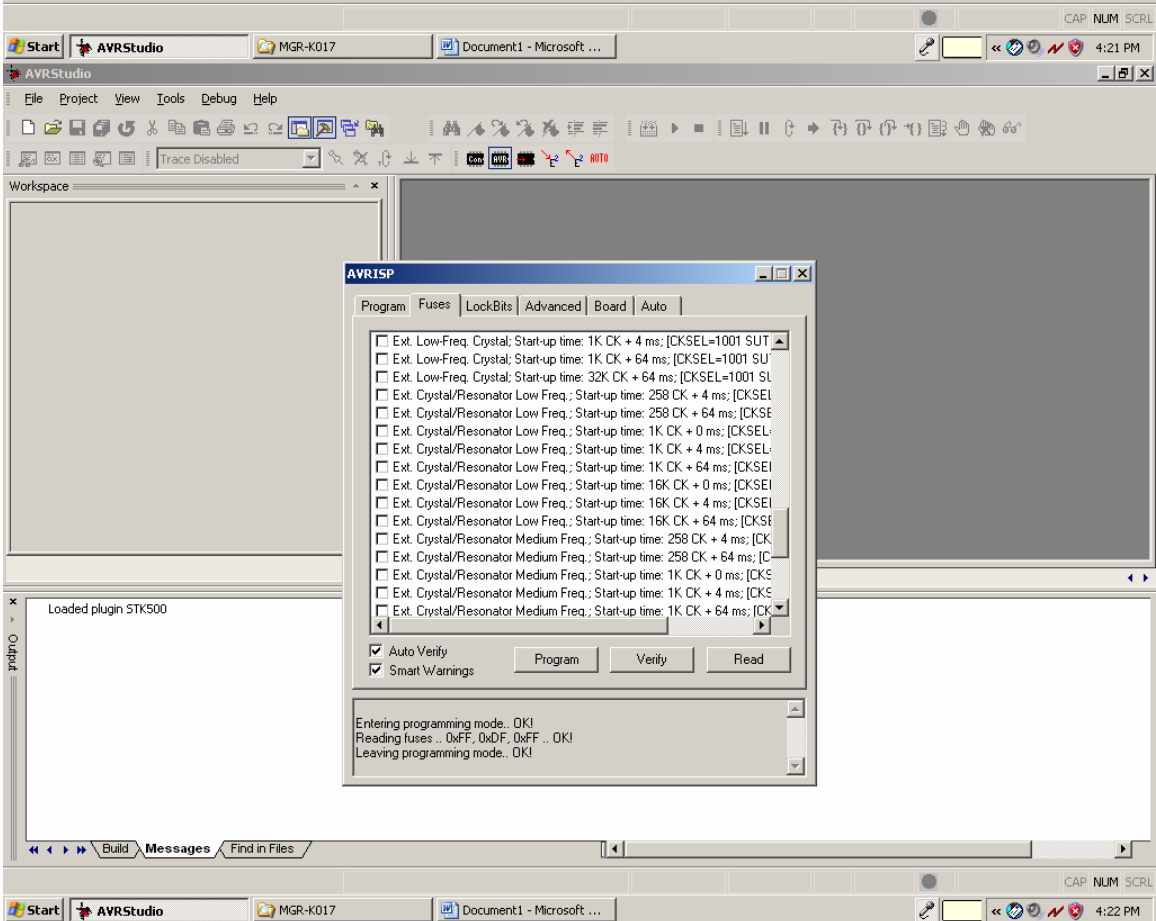 CAP NUM SCRL
Start AVRStudio MGR-K017 Document1 - Microsoft ... « 4:21 PM
AVRStudio
File Project View Tools Debug Help
Trace Disabled Con AVR AUTO
Workspace
AVRISP
Program Fuses LockBits Advanced Board Auto
Ext. Low-Freq. Crystal; Start-up time: 1K CK + 4 ms; [CKSEL=1001 SUT
Ext. Low-Freq. Crystal; Start-up time: 1K CK + 64 ms; [CKSEL=1001 SU
Ext. Low-Freq. Crystal; Start-up time: 32K CK + 64 ms; [CKSEL=1001 SU
Ext. Crystal/Resonator Low Freq.; Start-up time: 258 CK + 4 ms; [CKSEL
Ext. Crystal/Resonator Low Freq.; Start-up time: 258 CK + 64 ms; [CKSE
Ext. Crystal/Resonator Low Freq.; Start-up time: 1K CK + 0 ms; [CKSEL=
Ext. Crystal/Resonator Low Freq.; Start-up time: 1K CK + 4 ms; [CKSEL=
Ext. Crystal/Resonator Low Freq.; Start-up time: 1K CK + 64 ms; [CKSEL
Ext. Crystal/Resonator Low Freq.; Start-up time: 16K CK + 0 ms; [CKSEL
Ext. Crystal/Resonator Low Freq.; Start-up time: 16K CK + 4 ms; [CKSEL
Ext. Crystal/Resonator Low Freq.; Start-up time: 16K CK + 64 ms; [CKSE
Ext. Crystal/Resonator Medium Freq.; Start-up time: 258 CK + 4 ms; [CK
Ext. Crystal/Resonator Medium Freq.; Start-up time: 258 CK + 64 ms; [C
Ext. Crystal/Resonator Medium Freq.; Start-up time: 1K CK + 0 ms; [CKS
Ext. Crystal/Resonator Medium Freq.; Start-up time: 1K CK + 4 ms; [CKS
Ext. Crystal/Resonator Medium Freq.; Start-up time: 1K CK + 64 ms; [CK
Auto Verify
Smart Warnings
Program Verify Read
Entering programming mode.. OK!
Reading fuses .. 0xFF, 0xDF, 0xFF .. OK!
Leaving programming mode.. OK!
Loaded plugin STK500
Output
Build Messages Find in Files
CAP NUM SCRL
Start AVRStudio MGR-K017 Document1 - Microsoft ... « 4:22 PM